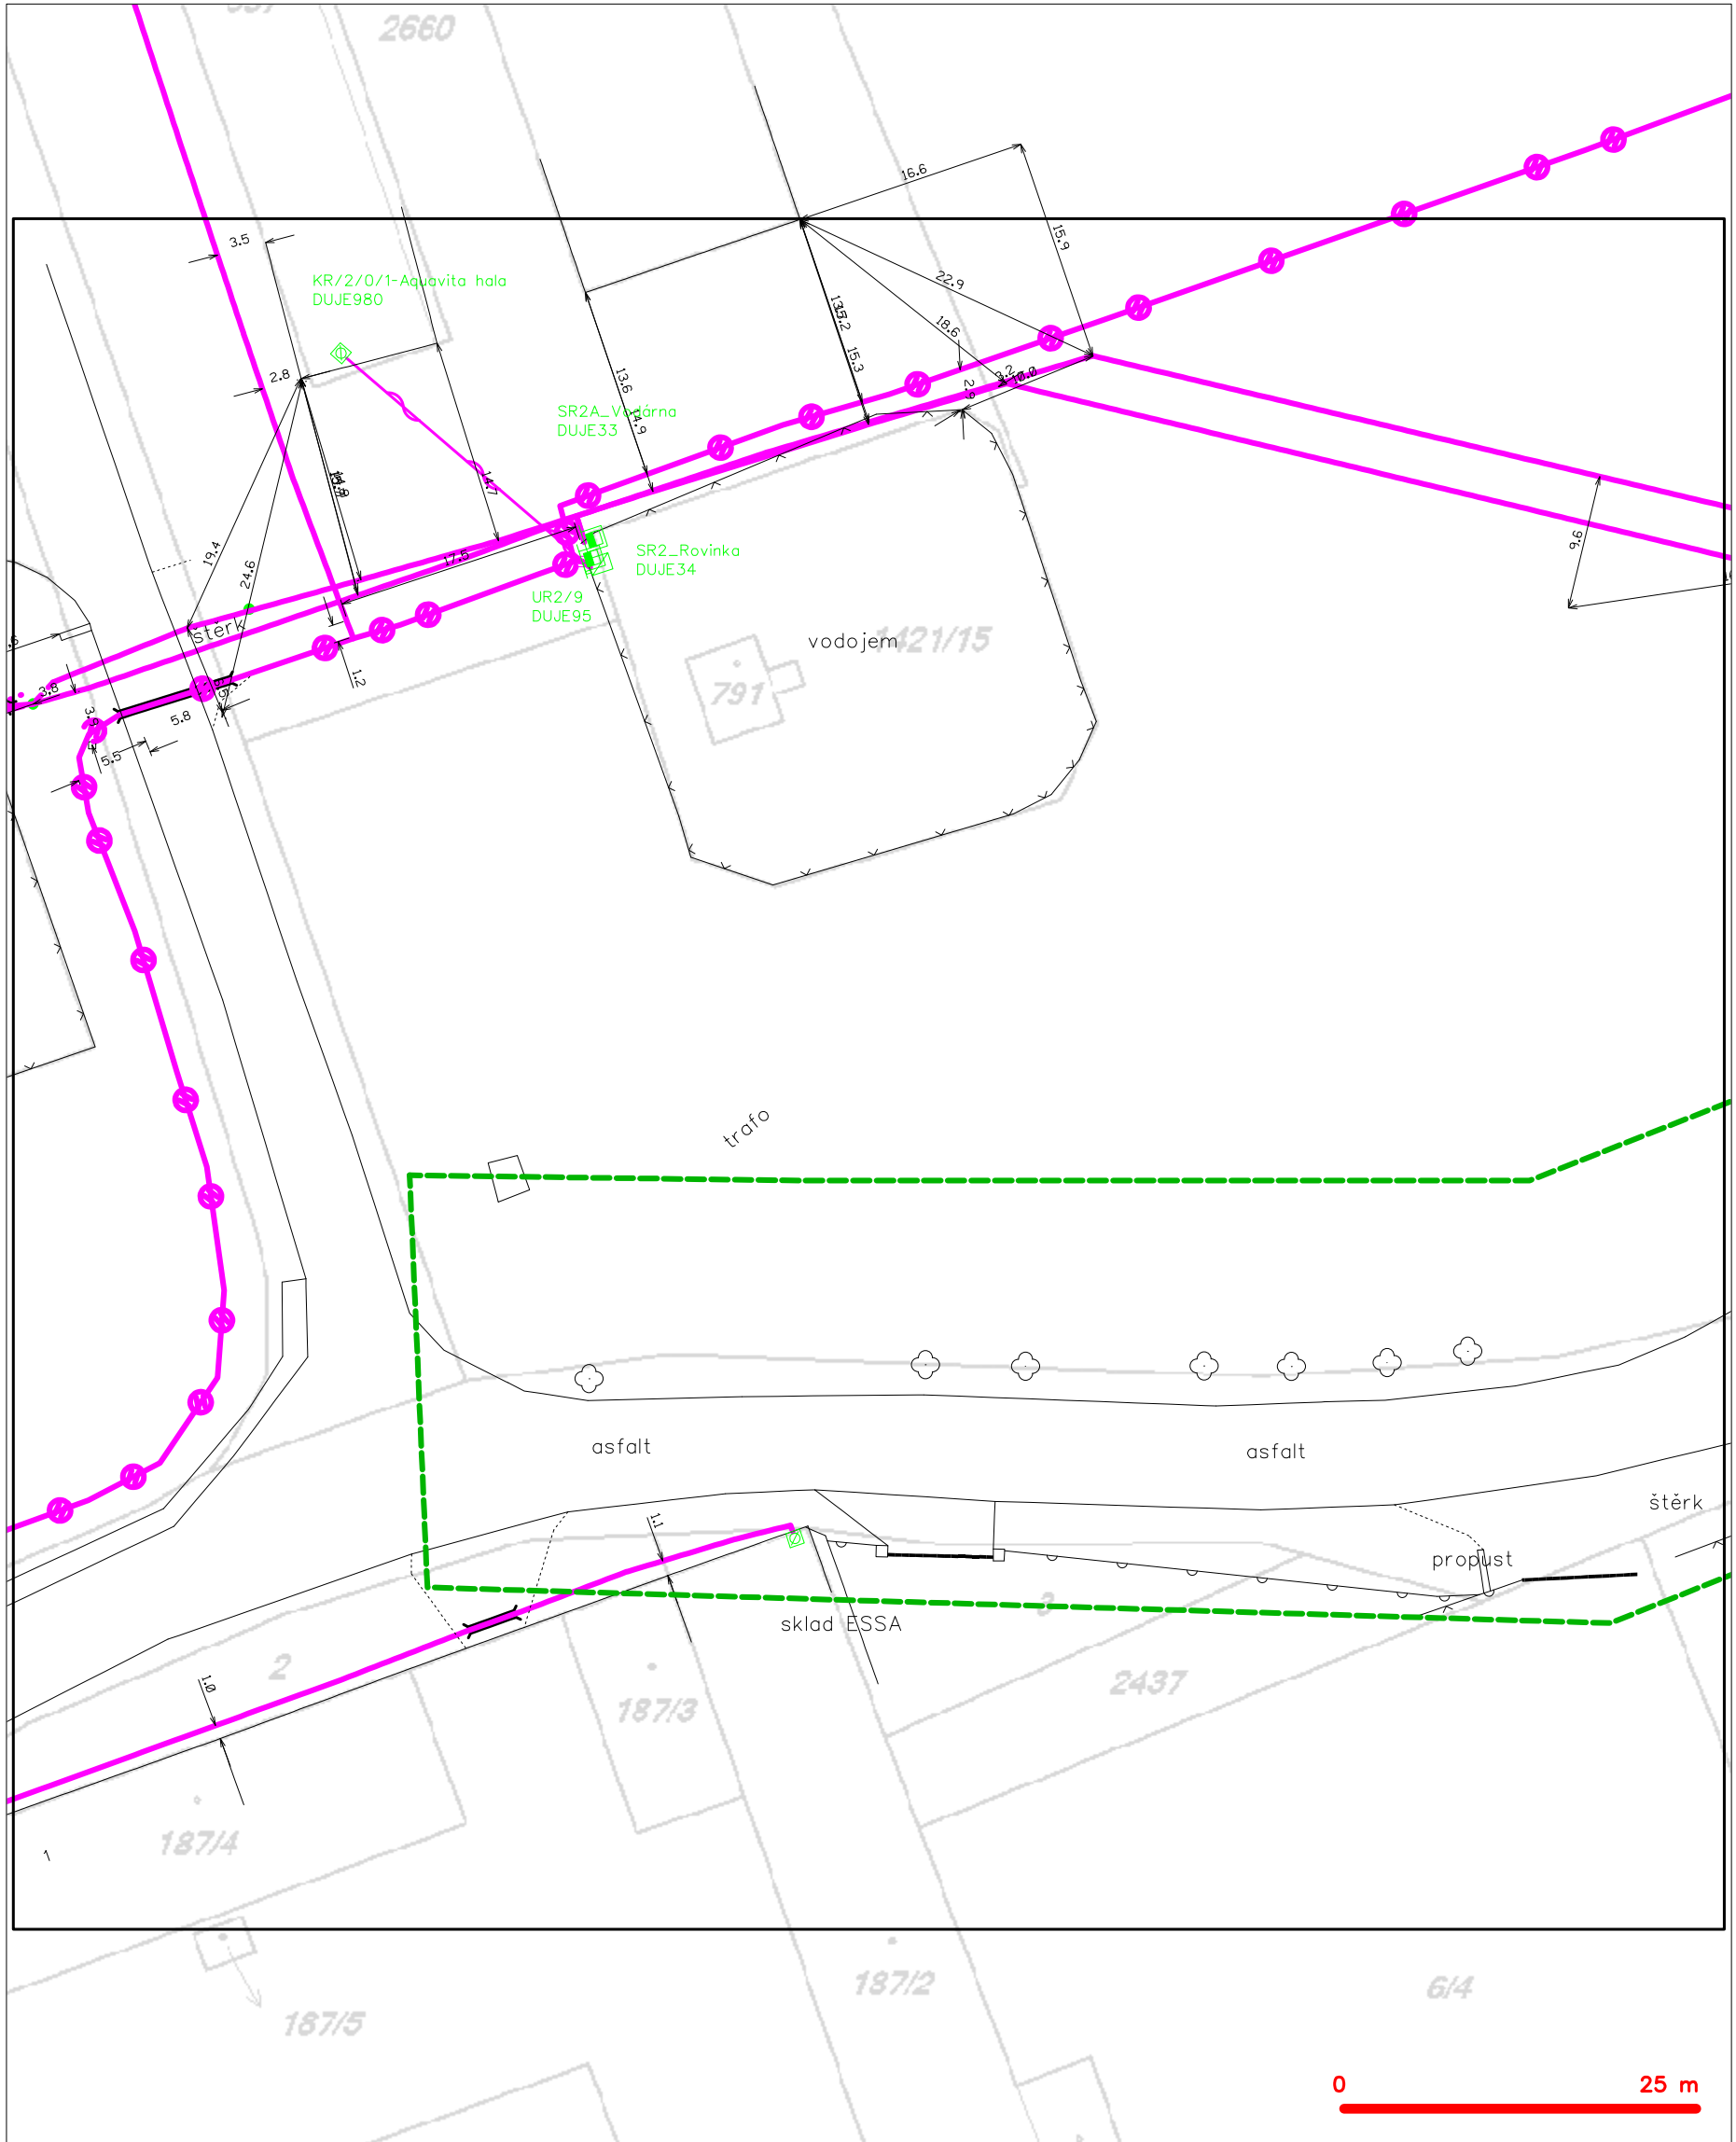 2660
16.6
3.5
15.9
KR/2/0/1-Aquavita hala
DUJE980
22.9
18.6
15.3
2.8
13.6
SR2A_Vodárna
DUJE33
14.7
19.4
17.5
24.6
9.6
SR2_Rovinka
DUJE34
UR2/9
DUJE95
štěrk
vodojem
1421/15
791
1.2
3.8
5.8
5.5
trafo
asfalt
asfalt
štěrk
1.1
propust
3
sklad ESSA
2
2437
1.0
187/3
187/4
1
187/2
6/4
187/5
0
25 m